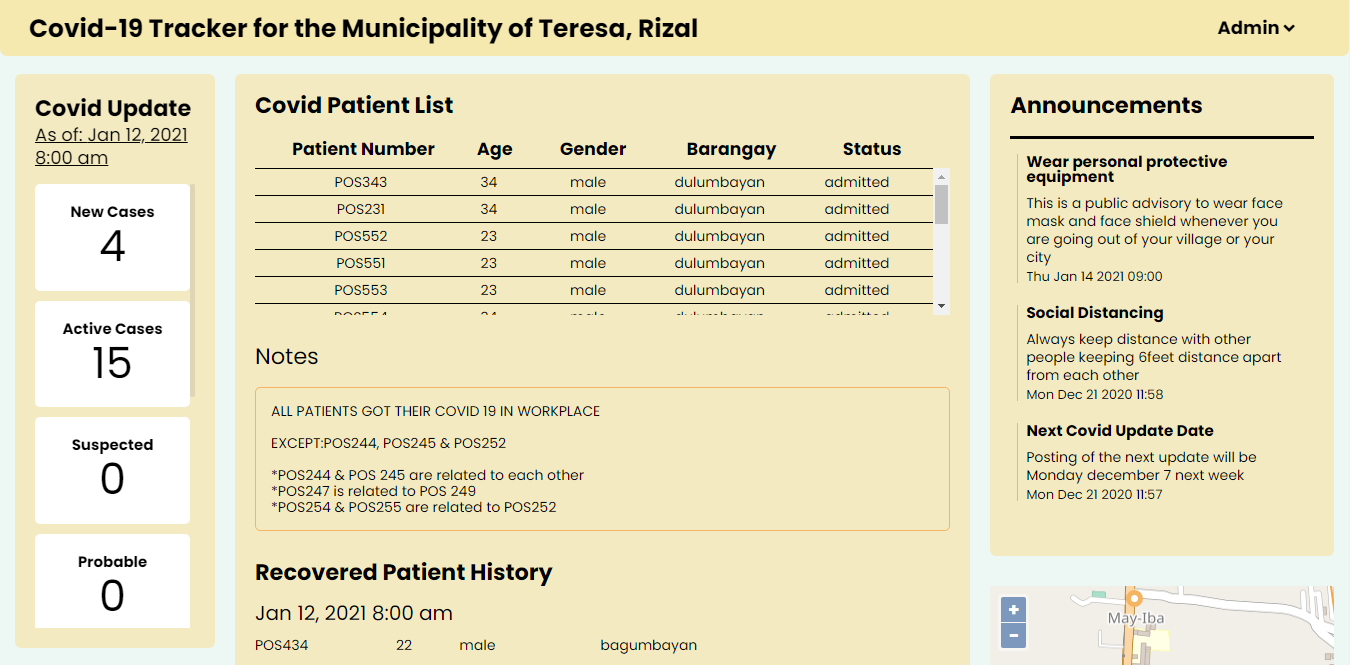 Covid-19 Tracker for the Municipality of Teresa, Rizal
Admin
Covid Update
As of: Jan 12, 2021
8:00 am
New Cases
4
Active Cases
15
Suspected
0
Probable
0
Covid Patient List
Patient Number Age Gender Barangay Status
POS343 34 male dulumbayan admitted
POS231 34 male dulumbayan admitted
POS552 23 male dulumbayan admitted
POS551 23 male dulumbayan admitted
POS553 23 male dulumbayan admitted
Notes
ALL PATIENTS GOT THEIR COVID 19 IN WORKPLACE
EXCEPT:POS244, POS245 & POS252
*POS244 & POS 245 are related to each other
*POS247 is related to POS 249
*POS254 & POS255 are related to POS252
Recovered Patient History
Jan 12, 2021 8:00 am
POS434 22 male bagumbayan
Announcements
Wear personal protective
equipment
This is a public advisory to wear face
mask and face shield whenever you
are going out of your village or your
city
Thu Jan 14 2021 09:00
Social Distancing
Always keep distance with other
people keeping 6feet distance apart
from each other
Mon Dec 21 2020 11:58
Next Covid Update Date
Posting of the next update will be
Monday december 7 next week
Mon Dec 21 2020 11:57
+
−
May-Iba